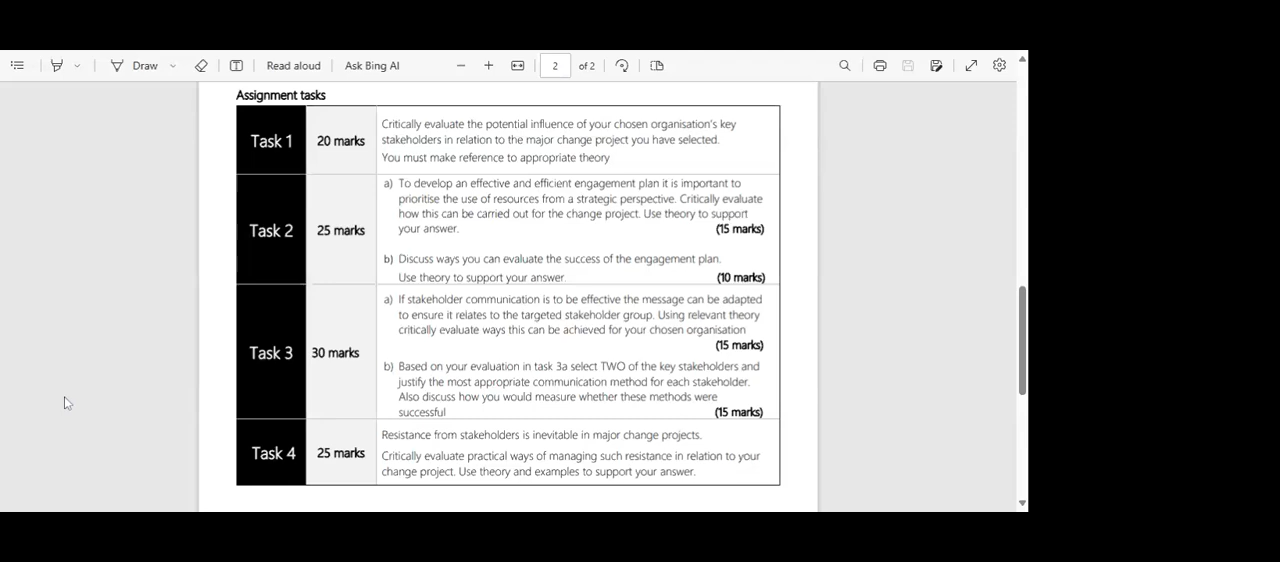 Draw
Read aloud
Ask Bing AI
2 of 2
Assignment tasks
Task 1
20 marks
Critically evaluate the potential influence of your chosen organisation's key
stakeholders in relation to the major change project you have selected.
You must make reference to appropriate theory
Task 2
25 marks
a) To develop an effective and efficient engagement plan it is important to
prioritise the use of resources from a strategic perspective. Critically evaluate
how this can be carried out for the change project. Use theory to support
your answer. (15 marks)
b) Discuss ways you can evaluate the success of the engagement plan.
Use theory to support your answer. (10 marks)
Task 3
30 marks
a) If stakeholder communication is to be effective the message can be adapted
to ensure it relates to the targeted stakeholder group. Using relevant theory
critically evaluate ways this can be achieved for your chosen organisation
(15 marks)
b) Based on your evaluation in task 3a select TWO of the key stakeholders and
justify the most appropriate communication method for each stakeholder.
Also discuss how you would measure whether these methods were
successful (15 marks)
Task 4
25 marks
Resistance from stakeholders is inevitable in major change projects.
Critically evaluate practical ways of managing such resistance in relation to your
change project. Use theory and examples to support your answer.